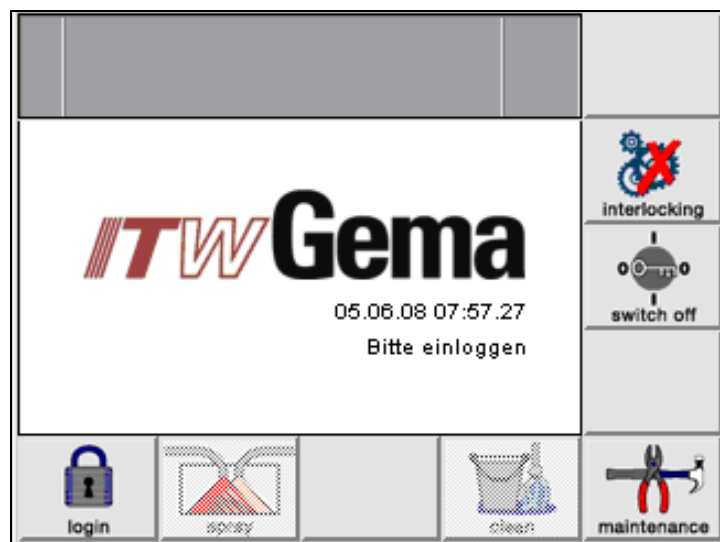 interlocking
ITW Gema
05.06.08 07:57.27
switch off
Bitte einloggen
login
spray
clean
maintenance